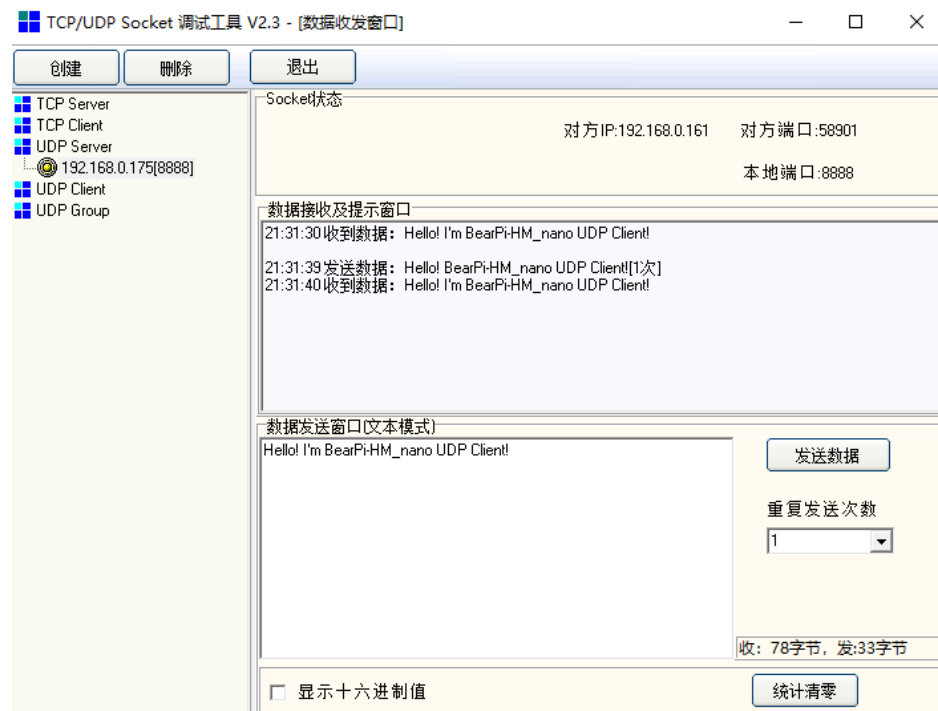 TCP/UDP Socket 调试工具 V2.3 - [数据收发窗口]
创建 删除 退出
TCP Server
TCP Client
UDP Server
192.168.0.175[8888]
UDP Client
UDP Group
Socket状态
对方IP:192.168.0.161 对方端口:58901
本地端口:8888
数据接收及提示窗口
21:31:30收到数据：Hello! I'm BearPi-HM_nano UDP Client!
21:31:39发送数据：Hello! BearPi-HM_nano UDP Client![1次]
21:31:40收到数据：Hello! I'm BearPi-HM_nano UDP Client!
数据发送窗口(文本模式)
Hello! I'm BearPi-HM_nano UDP Client!
发送数据
重复发送次数
1
收：78字节，发:33字节
显示十六进制值
统计清零